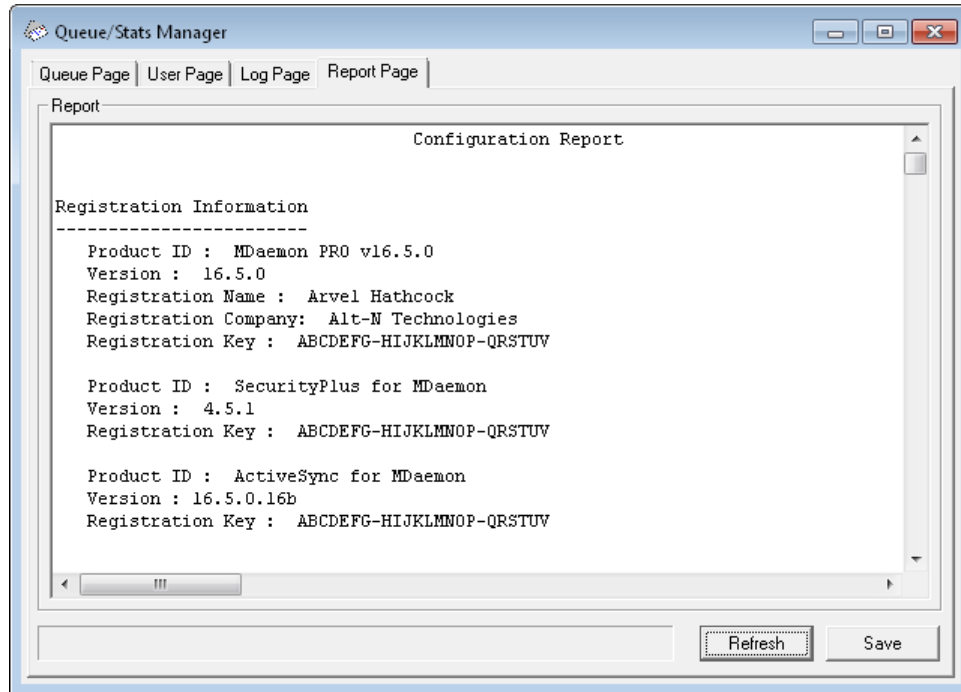 Queue/Stats Manager
Queue Page User Page Log Page Report Page
Report
Configuration Report
Registration Information
------------------------
Product ID :  MDaemon PRO v16.5.0
Version :  16.5.0
Registration Name :  Arvel Hathcock
Registration Company:  Alt-N Technologies
Registration Key :  ABCDEFG-HIJKLMNOP-QRSTUV
Product ID :  SecurityPlus for MDaemon
Version :  4.5.1
Registration Key :  ABCDEFG-HIJKLMNOP-QRSTUV
Product ID :  ActiveSync for MDaemon
Version : 16.5.0.16b
Registration Key :  ABCDEFG-HIJKLMNOP-QRSTUV
Refresh Save